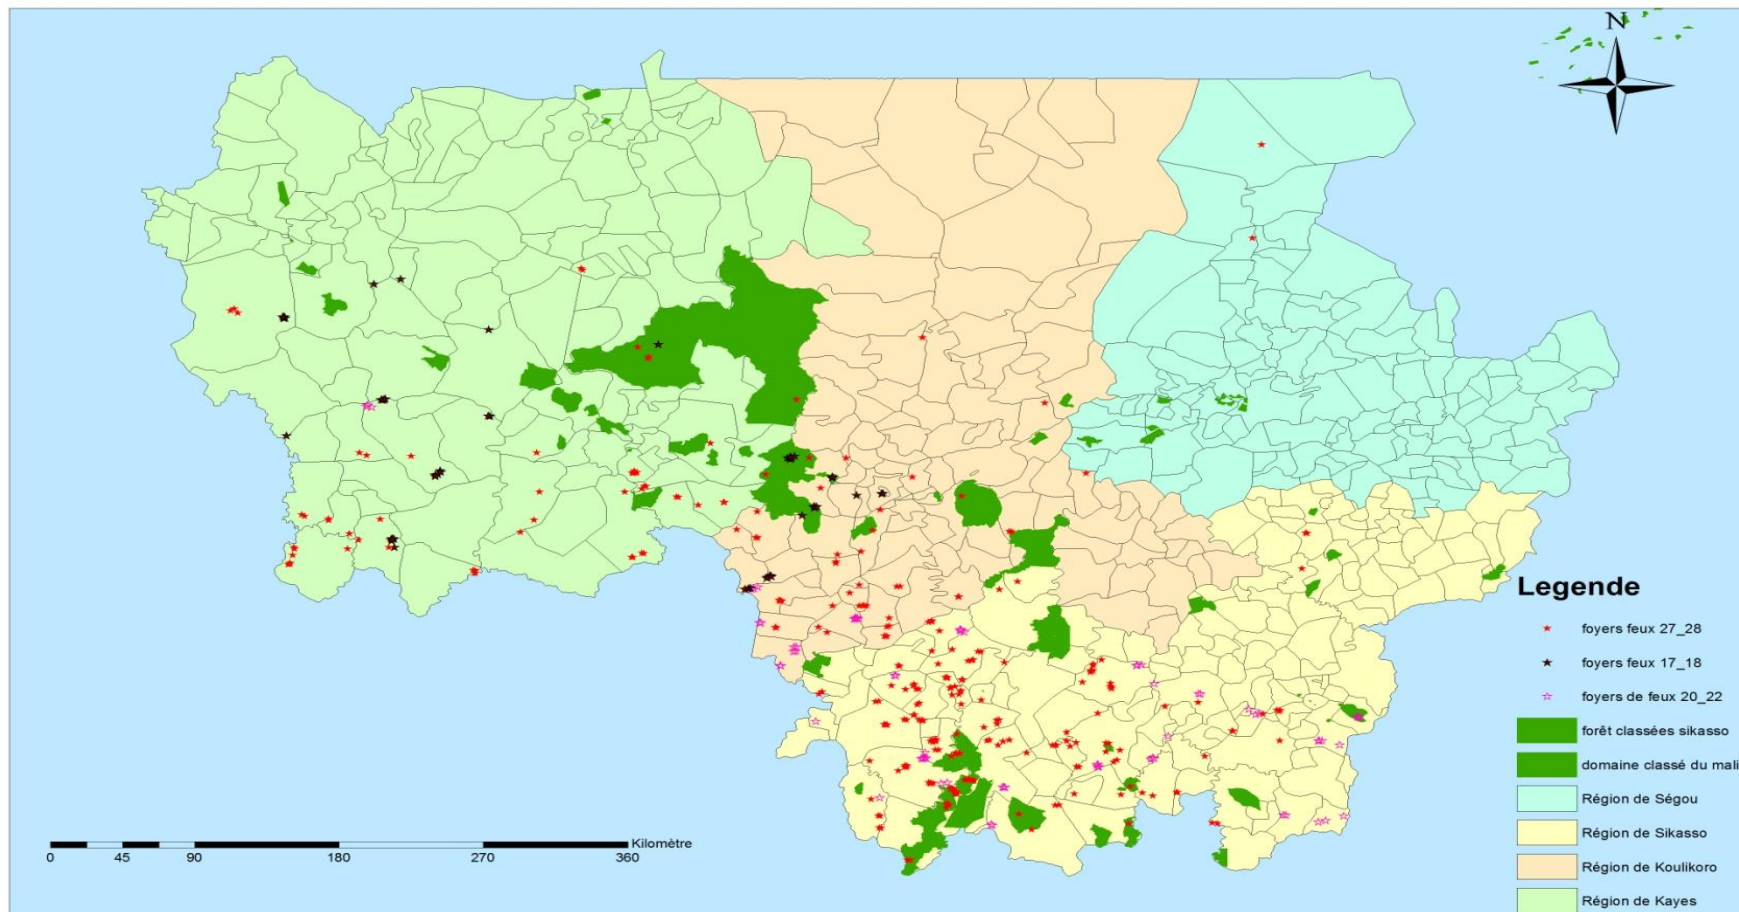 N
Legende
foyers feux 27_28
foyers feux 17_18
foyers de feux 20_22
forêt classées sikasso
domaine classé du mali
Région de Ségou
Région de Sikasso
Région de Koulikoro
Région de Kayes
Kilomètre
0 45 90 180 270 360